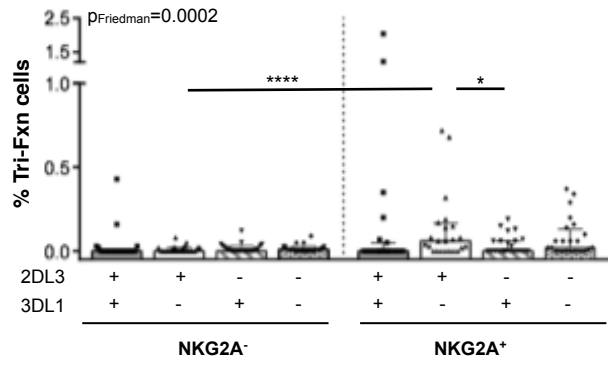 pFriedman=0.0002
2.5
1.5
1.0
0.5
0.0
% Tri-Fxn cells
****
*
2DL3 + + - - + + - -
3DL1 + - + - + - + -
NKG2A- NKG2A+